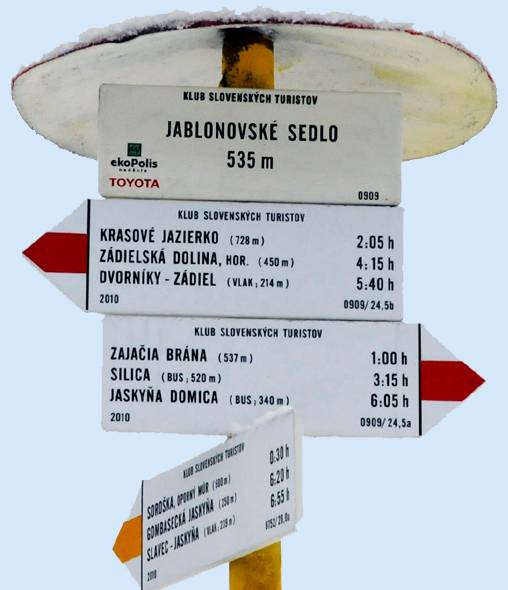 KLUB SLOVENSKÝCH TURISTOV
JABLONOVSKÉ SEDLO
535 m
ekoPolis
nadácia
TOYOTA
0909
KLUB SLOVENSKÝCH TURISTOV
KRASOVÉ JAZIERKO (728 m) 2:05 h
ZÁDIELSKÁ DOLINA, HOR. (450 m) 4:15 h
DVORNÍKY - ZÁDIEL (VLAK; 214 m) 5:40 h
2010 0909/24,5b
KLUB SLOVENSKÝCH TURISTOV
ZAJAČIA BRÁNA (537 m) 1:00 h
SILICA (BUS; 520 m) 3:15 h
JASKYŇA DOMICA (BUS; 340 m) 6:05 h
2010 0909/24,5a
KLUB SLOVENSKÝCH TURISTOV
SOROŠKA, OPORNÝ MÚR (500 m) 0:30 h
GOMBASECKÁ JASKYŇA (250 m) 6:20 h
SLAVEC - JASKYŇA (VLAK; m) 6:55 h
2010